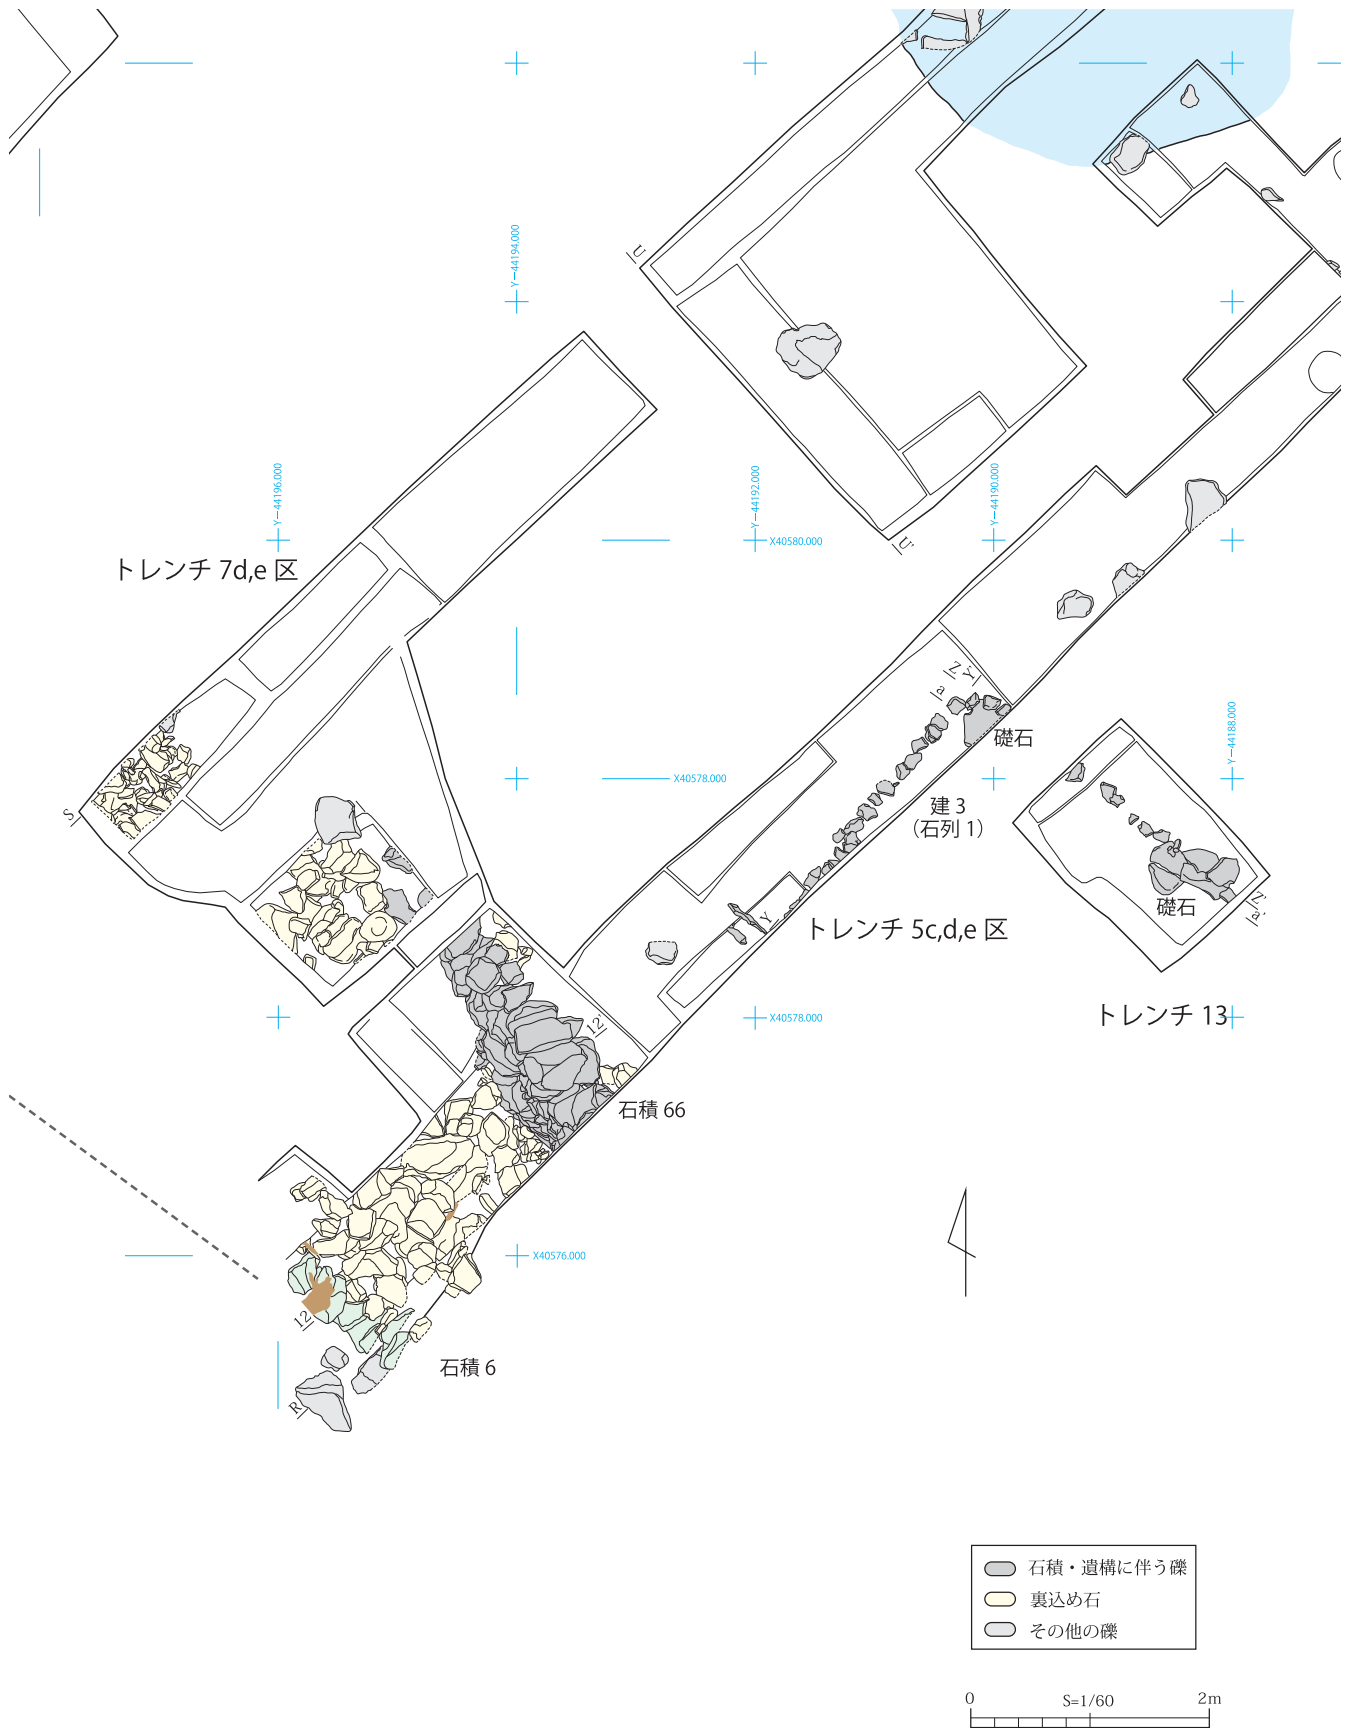 Y−44194.000
U
Y−44196.000
Y−44192.000
Y−44190.000
X40580.000
U'
トレンチ 7d,e 区
Z
Y'
a
Y−44188.000
礎石
X40578.000
S
建 3
（石列 1）
礎石
Z'
a'
Y
トレンチ 5c,d,e 区
X40578.000
トレンチ 13
12'
石積 66
X40576.000
12
石積 6
R
石積・遺構に伴う礫
裏込め石
その他の礫
0 S=1/60 2m